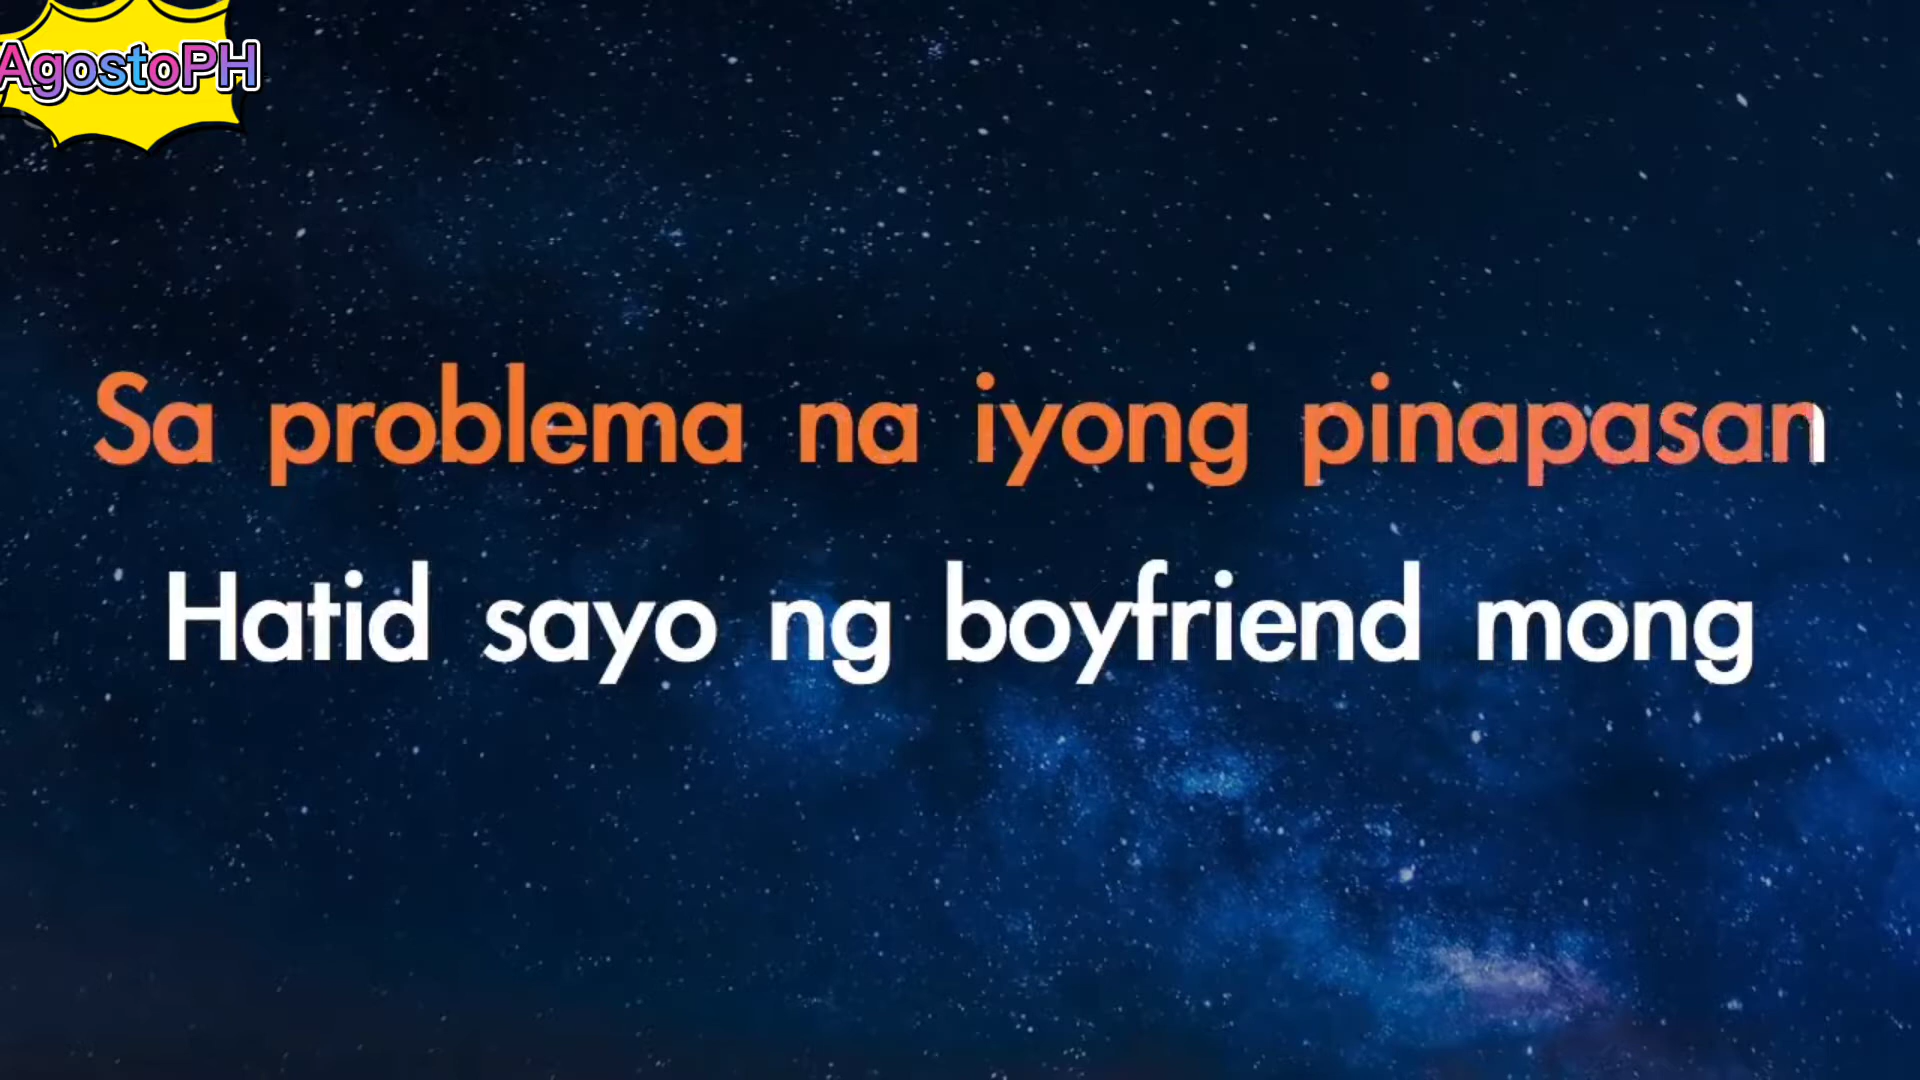 AgostoPH
Sa problema na iyong pinapasan
Hatid sayo ng boyfriend mong